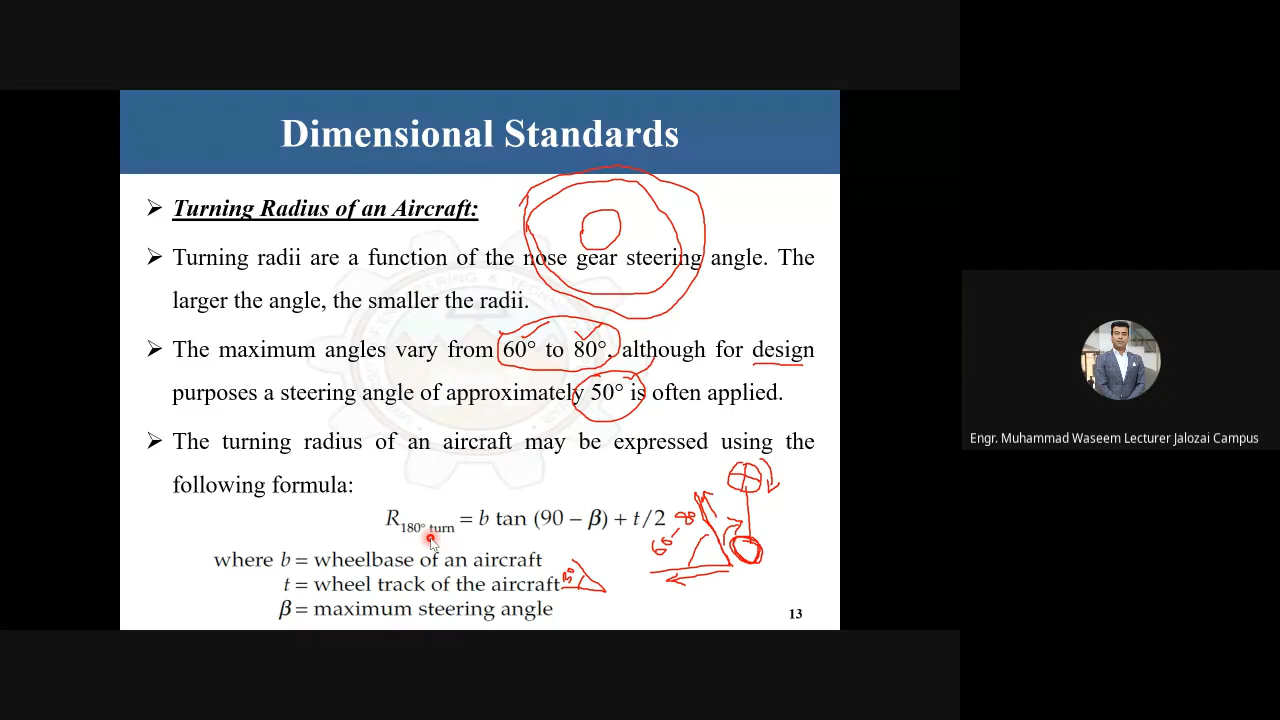 Dimensional Standards
➢ Turning Radius of an Aircraft:
➢ Turning radii are a function of the nose gear steering angle. The
larger the angle, the smaller the radii.
➢ The maximum angles vary from 60° to 80°, although for design
purposes a steering angle of approximately 50° is often applied.
➢ The turning radius of an aircraft may be expressed using the
following formula:
R180° turn = b tan (90 – β) + t/2
60 – 80
where b = wheelbase of an aircraft
t = wheel track of the aircraft
β = maximum steering angle
13
Engr. Muhammad Waseem Lecturer Jalozai Campus